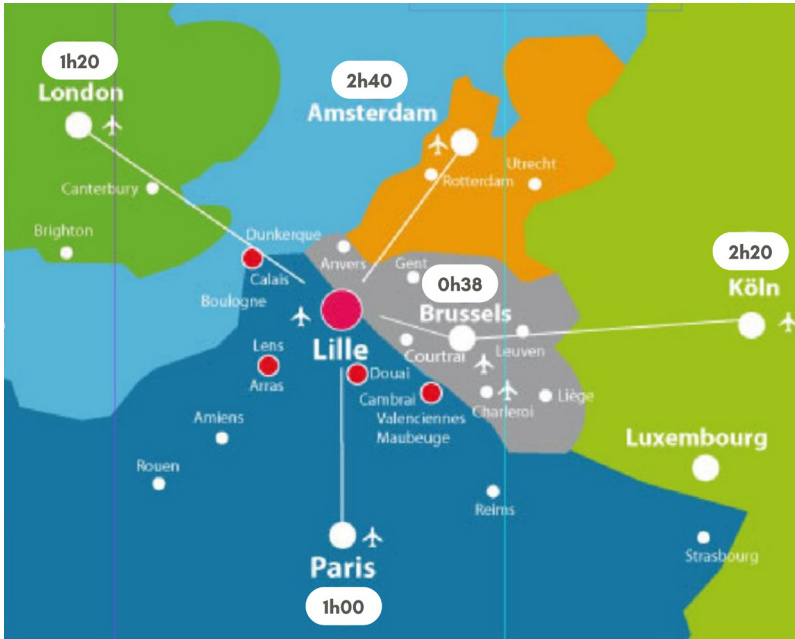 1h20
London
2h40
Amsterdam
Utrecht
Rotterdam
Canterbury
Brighton
Dunkerque
Calais
Boulogne
Anvers
Gent
0h38
Brussels
2h20
Köln
Lille
Courtrai
Leuven
Lens
Arras
Douai
Cambrai
Valenciennes
Maubeuge
Charleroi
Liège
Amiens
Rouen
Luxembourg
Reims
Strasbourg
Paris
1h00